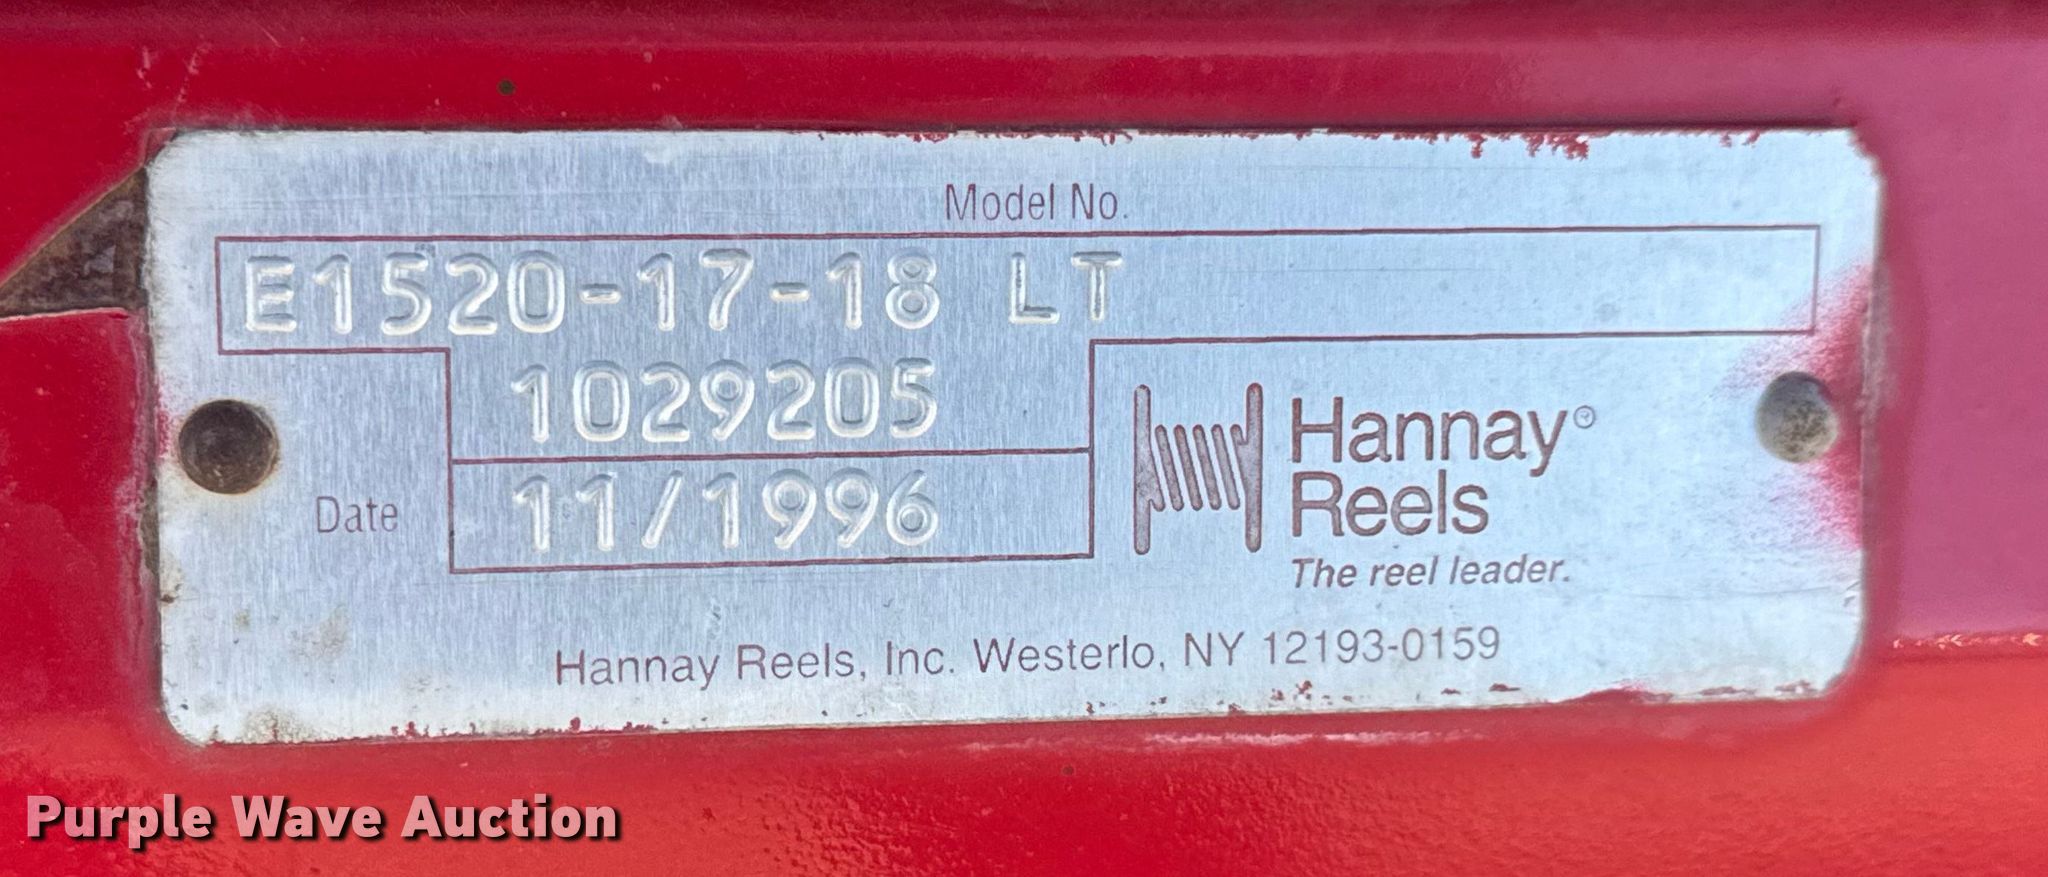 Model No.
E1520-17-18 LT
1029205
Date 11/1996
Hannay®
Reels
The reel leader.
Hannay Reels, Inc. Westerlo, NY 12193-0159
Purple Wave Auction